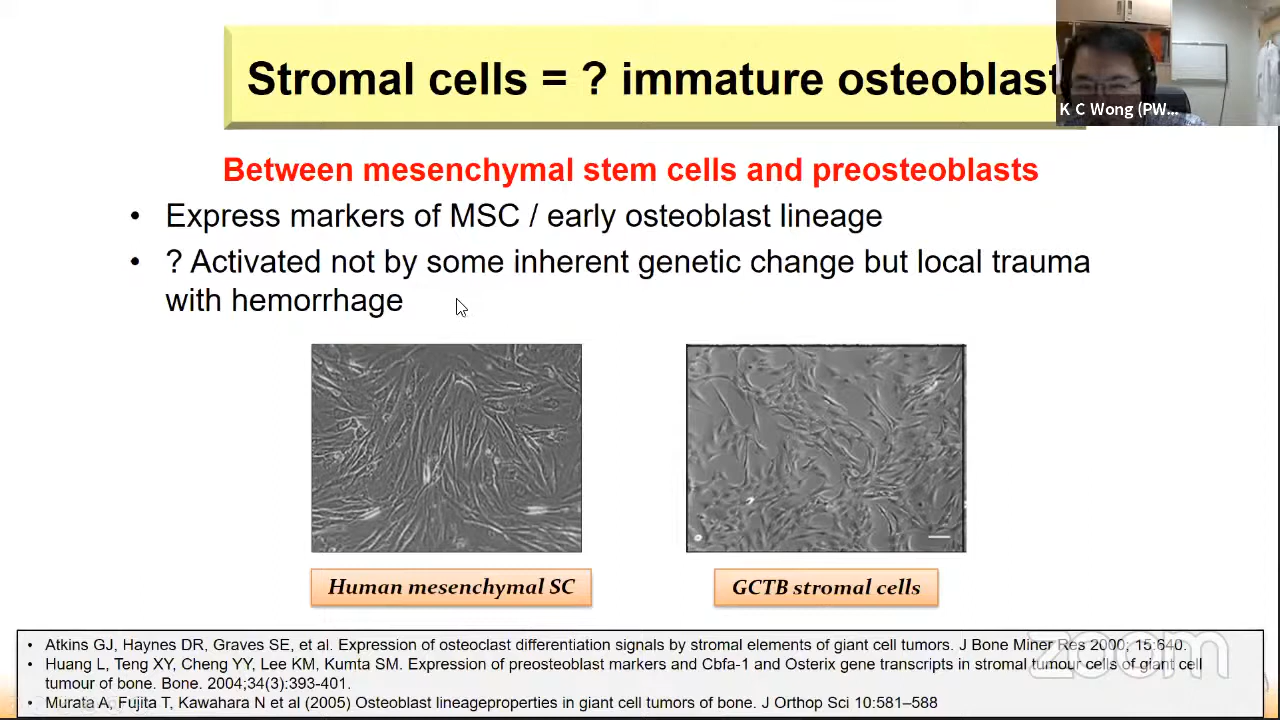 Stromal cells = ? immature osteoblast
K C Wong (PW...
Between mesenchymal stem cells and preosteoblasts
• Express markers of MSC / early osteoblast lineage
• ? Activated not by some inherent genetic change but local trauma
with hemorrhage
Human mesenchymal SC
GCTB stromal cells
• Atkins GJ, Haynes DR, Graves SE, et al. Expression of osteoclast differentiation signals by stromal elements of giant cell tumors. J Bone Miner Res 2000; 15:640.
• Huang L, Teng XY, Cheng YY, Lee KM, Kumta SM. Expression of preosteoblast markers and Cbfa-1 and Osterix gene transcripts in stromal tumour cells of giant cell
tumour of bone. Bone. 2004;34(3):393-401.
• Murata A, Fujita T, Kawahara N et al (2005) Osteoblast lineageproperties in giant cell tumors of bone. J Orthop Sci 10:581–588
zoom